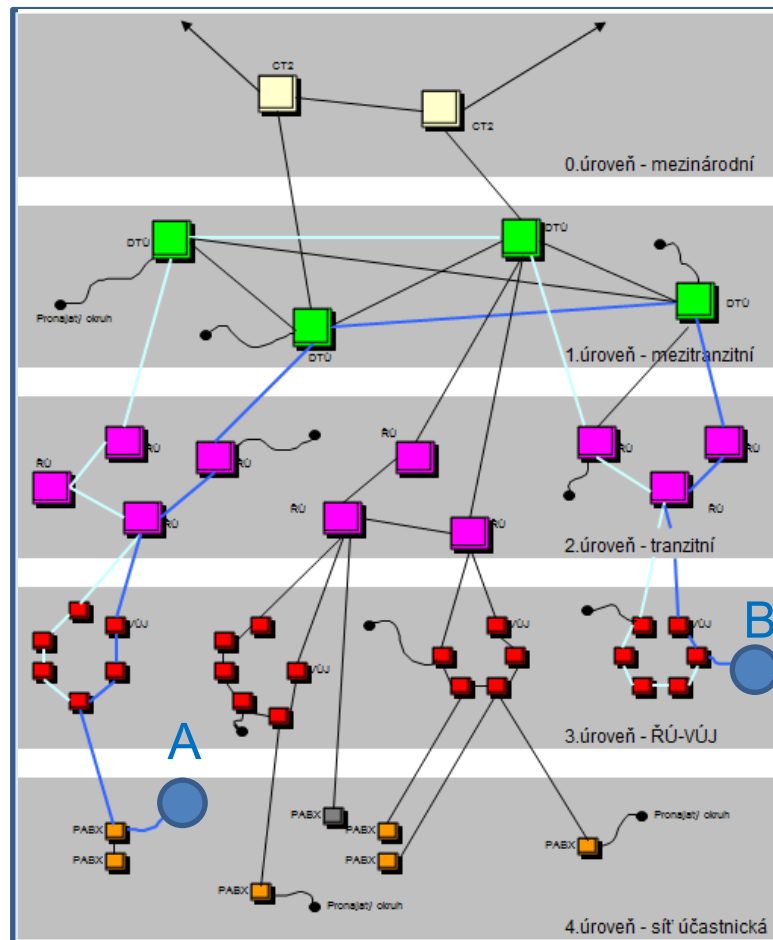 CT2
CT2
0.úroveň - mezinárodní
DTÚ
DTÚ
DTÚ
Pronajatý okruh
DTÚ
1.úroveň - mezitranzitní
ŘÚ
ŘÚ
ŘÚ
ŘÚ
ŘÚ
ŘÚ
ŘÚ
ŘÚ
ŘÚ
ŘÚ
2.úroveň - tranzitní
VÚJ
VÚJ
VÚJ
B
VÚJ
3.úroveň - ŘÚ-VÚJ
A
PABX
PABX
PABX
Pronajatý okruh
PABX
PABX
PABX
Pronajatý okruh
4.úroveň - síť účastnická